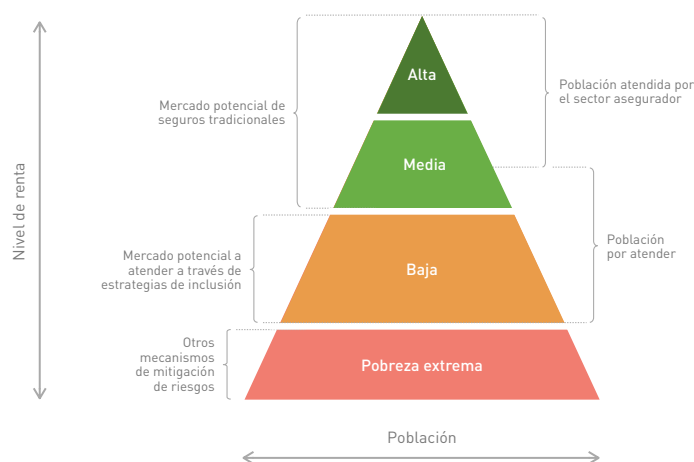 Alta
Mercado potencial de
seguros tradicionales
Población atendida por
el sector asegurador
Media
Nivel de renta
Mercado potencial a
atender a través de
estrategias de inclusión
Baja
Población
por atender
Otros
mecanismos
de mitigación
de riesgos
Pobreza extrema
Población